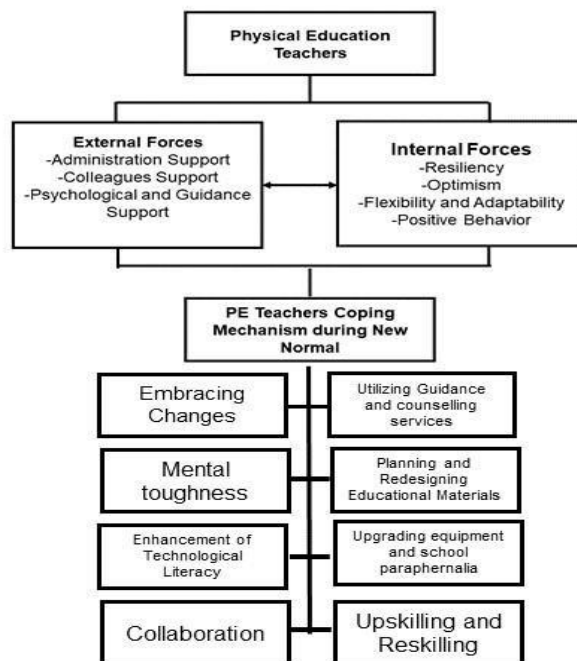 Physical Education
Teachers
External Forces
-Administration Support
-Colleagues Support
-Psychological and Guidance
Support
Internal Forces
-Resiliency
-Optimism
-Flexibility and Adaptability
-Positive Behavior
PE Teachers Coping
Mechanism during New
Normal
Embracing
Changes
Utilizing Guidance
and counselling
services
Mental
toughness
Planning and
Redesigning
Educational Materials
Enhancement of
Technological
Literacy
Upgrading equipment
and school
paraphernalia
Collaboration
Upskilling and
Reskilling